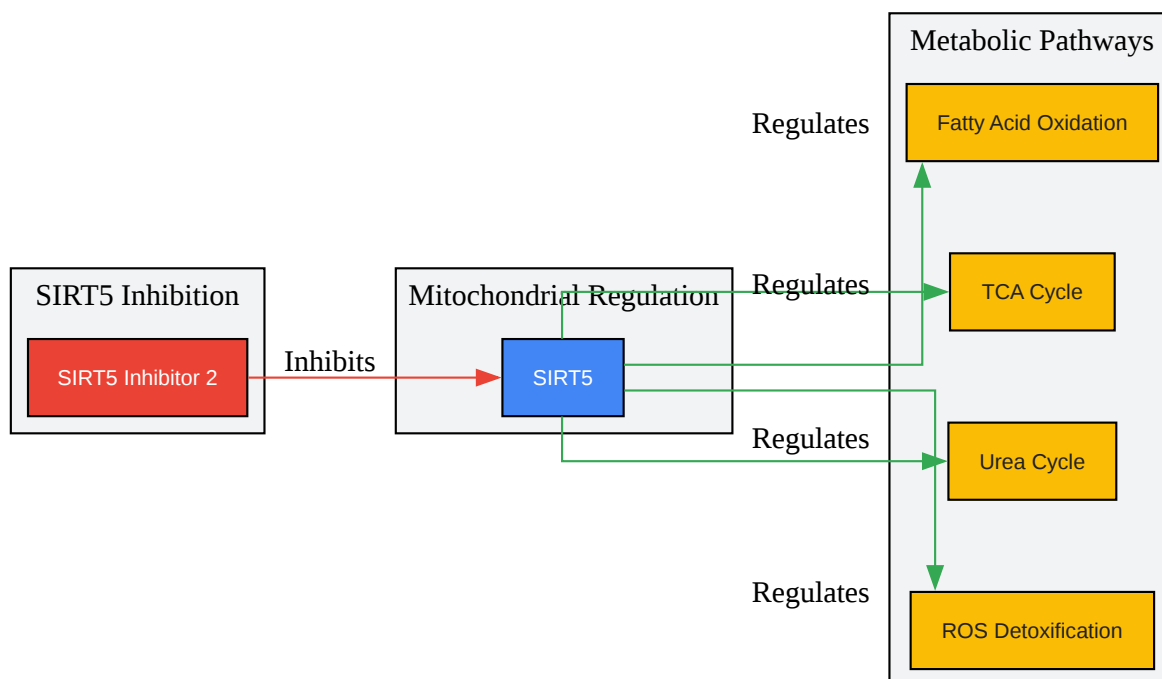 Metabolic Pathways
Regulates
Fatty Acid Oxidation
SIRT5 Inhibition
Mitochondrial Regulation
Regulates
TCA Cycle
SIRT5 Inhibitor 2
Inhibits
SIRT5
Regulates
Urea Cycle
Regulates
ROS Detoxification